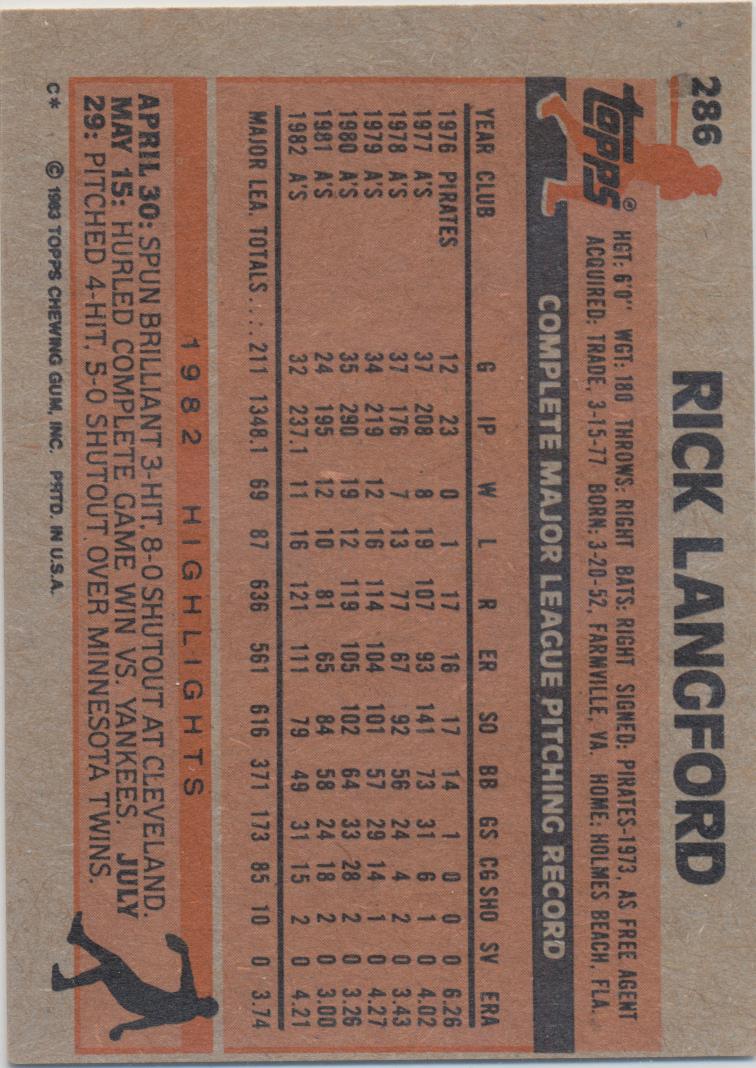 286
RICK LANGFORD
TOPPS®
HGT: 6'0" WGT: 180 THROWS: RIGHT BATS: RIGHT SIGNED: PIRATES-1973, AS FREE AGENT
ACQUIRED: TRADE, 3-15-77 BORN: 3-20-52, FARMVILLE, VA. HOME: HOLMES BEACH, FLA.
COMPLETE MAJOR LEAGUE PITCHING RECORD
YEAR CLUB G IP W L R ER SO BB GS CG SHO SV ERA
1976 PIRATES 12 23 0 1 17 16 17 14 1 0 0 0 6.26
1977 A'S 37 208 8 19 107 93 141 73 31 6 1 0 4.02
1978 A'S 37 176 7 13 77 67 92 56 24 4 2 0 3.43
1979 A'S 34 219 12 16 114 104 101 57 29 14 1 0 4.27
1980 A'S 35 290 19 12 119 105 102 64 33 28 2 0 3.26
1981 A'S 24 195 12 10 81 65 84 58 24 18 2 0 3.00
1982 A'S 32 237.1 11 16 121 111 79 49 31 15 2 0 4.21
MAJOR LEA. TOTALS.... 211 1348.1 69 87 636 561 616 371 173 85 10 0 3.74
1982 HIGHLIGHTS
APRIL 30: SPUN BRILLIANT 3-HIT, 8-0 SHUTOUT AT CLEVELAND.
MAY 15: HURLED COMPLETE GAME WIN VS. YANKEES. JULY
29: PITCHED 4-HIT, 5-0 SHUTOUT OVER MINNESOTA TWINS.
C* © 1983 TOPPS CHEWING GUM, INC. PRTD. IN U.S.A.